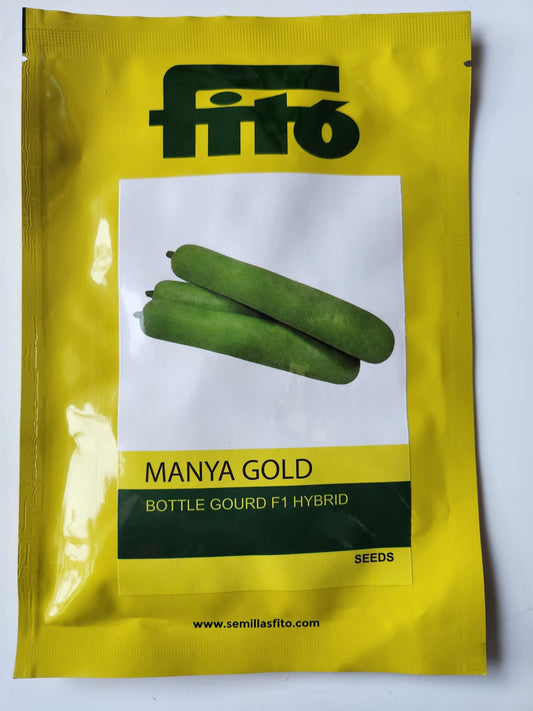 fitó
MANYA GOLD
BOTTLE GOURD F1 HYBRID
SEEDS
www.semillasfito.com